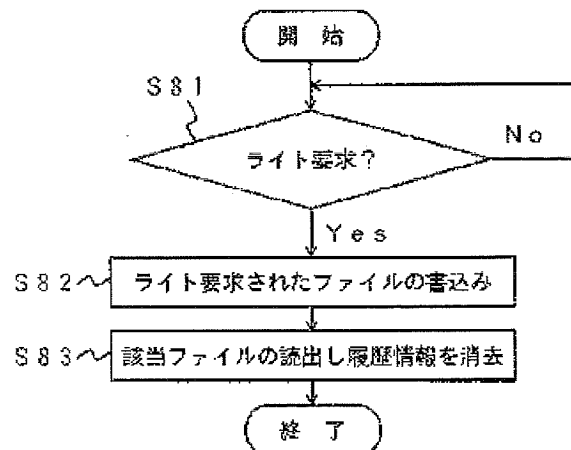 開 始
S81
ライト要求?
No
Yes
S82
ライト要求されたファイルの書込み
S83
該当ファイルの読出し履歴情報を消去
終 了